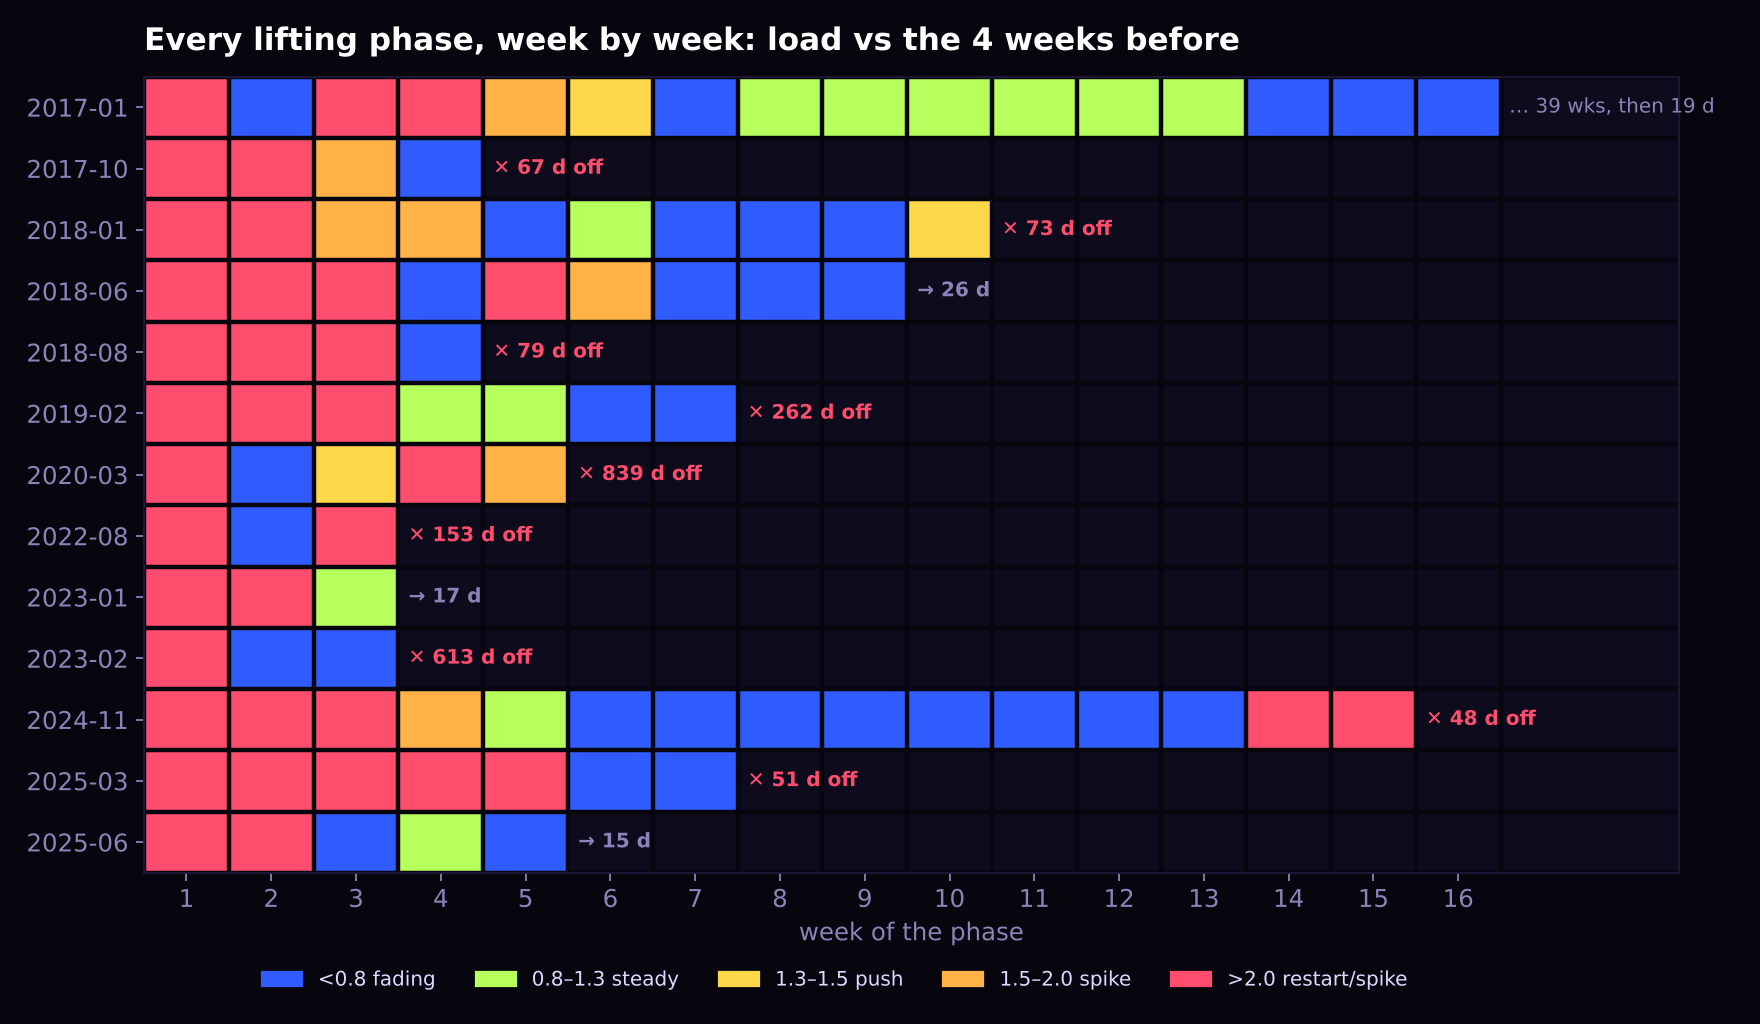 Every lifting phase, week by week: load vs the 4 weeks before
2017-01 … 39 wks, then 19 d
2017-10 × 67 d off
2018-01 × 73 d off
2018-06 → 26 d
2018-08 × 79 d off
2019-02 × 262 d off
2020-03 × 839 d off
2022-08 × 153 d off
2023-01 → 17 d
2023-02 × 613 d off
2024-11 × 48 d off
2025-03 × 51 d off
2025-06 → 15 d
1 2 3 4 5 6 7 8 9 10 11 12 13 14 15 16
week of the phase
<0.8 fading 0.8–1.3 steady 1.3–1.5 push 1.5–2.0 spike >2.0 restart/spike